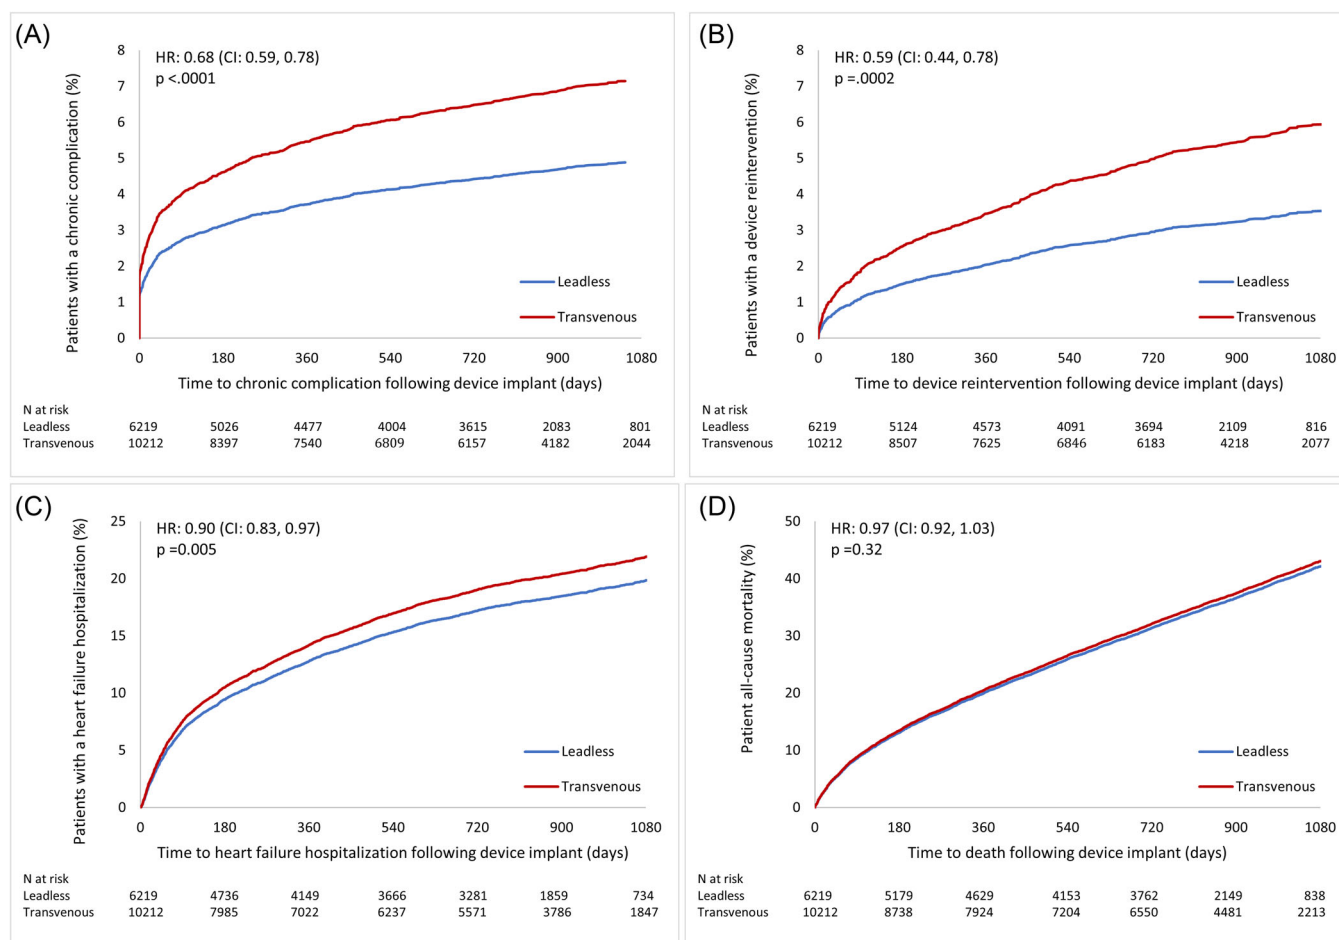 (A)
HR: 0.68 (CI: 0.59, 0.78)
p <.0001
Patients with a chronic complication (%)
8
7
6
5
4
3
2
1
0
Leadless
Transvenous
0 180 360 540 720 900 1080
Time to chronic complication following device implant (days)
N at risk
Leadless 6219 5026 4477 4004 3615 2083 801
Transvenous 10212 8397 7540 6809 6157 4182 2044
(B)
HR: 0.59 (CI: 0.44, 0.78)
p =.0002
Patients with a device reintervention (%)
8
7
6
5
4
3
2
1
0
Leadless
Transvenous
0 180 360 540 720 900 1080
Time to device reintervention following device implant (days)
N at risk
Leadless 6219 5124 4573 4091 3694 2109 816
Transvenous 10212 8507 7625 6846 6183 4218 2077
(C)
HR: 0.90 (CI: 0.83, 0.97)
p =0.005
Patients with a heart failure hospitalization (%)
25
20
15
10
5
0
Leadless
Transvenous
0 180 360 540 720 900 1080
Time to heart failure hospitalization following device implant (days)
N at risk
Leadless 6219 4736 4149 3666 3281 1859 734
Transvenous 10212 7985 7022 6237 5571 3786 1847
(D)
HR: 0.97 (CI: 0.92, 1.03)
p =0.32
Patient all-cause mortality (%)
50
40
30
20
10
0
Leadless
Transvenous
0 180 360 540 720 900 1080
Time to death following device implant (days)
N at risk
Leadless 6219 5179 4629 4153 3762 2149 838
Transvenous 10212 8738 7924 7204 6550 4481 2213